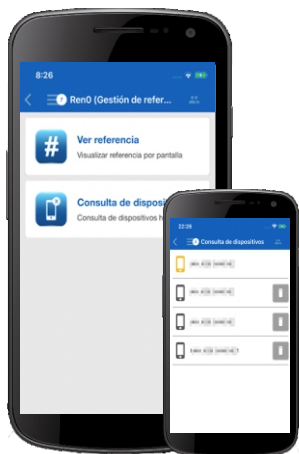 8:26
Ren0 (Gestión de refer...
#
Ver referencia
Visualizar referencia por pantalla
Consulta de disposi
Consulta de dispositivos h
22:26
Consulta de dispositivos